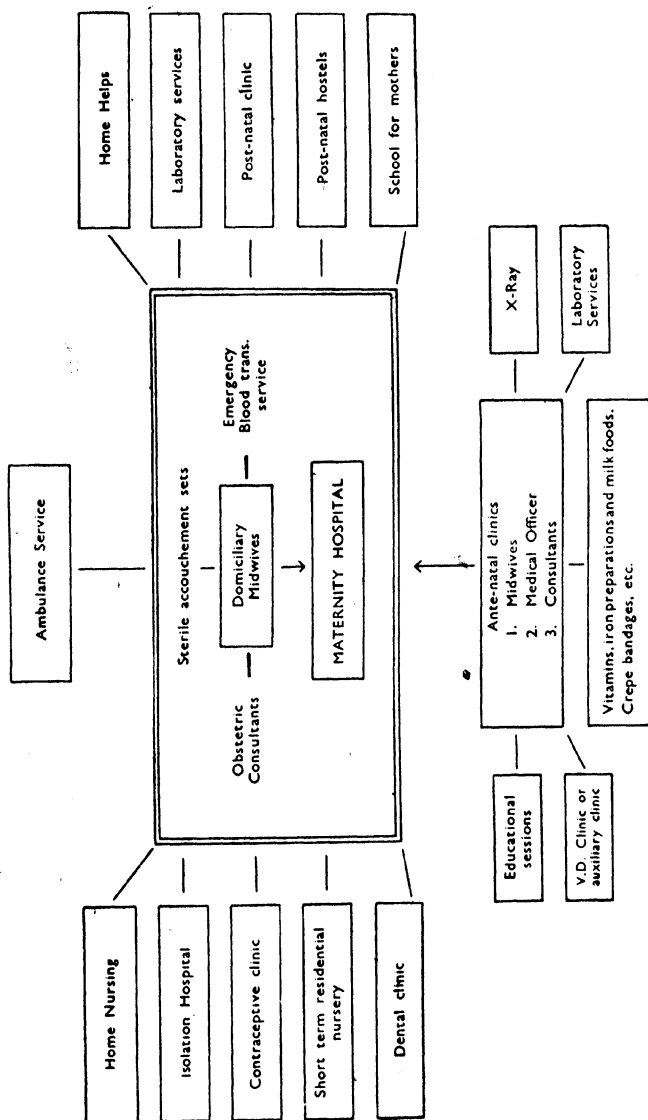 Ambulance Service
Home Nursing
Isolation Hospital
Contraceptive clinic
Short term residential
nursery
Dental clinic
Sterile accouchement sets
Obstetric
Consultants
Domiciliary
Midwives
Emergency
Blood trans.
service
MATERNITY HOSPITAL
Home Helps
Laboratory services
Post-natal clinic
Post-natal hostels
School for mothers
Educational
sessions
V.D. Clinic or
auxiliary clinic
Ante-natal clinics
1. Midwives
2. Medical Officer
3. Consultants
X-Ray
Laboratory
Services
Vitamins, iron preparations and milk foods.
Crepe bandages, etc.